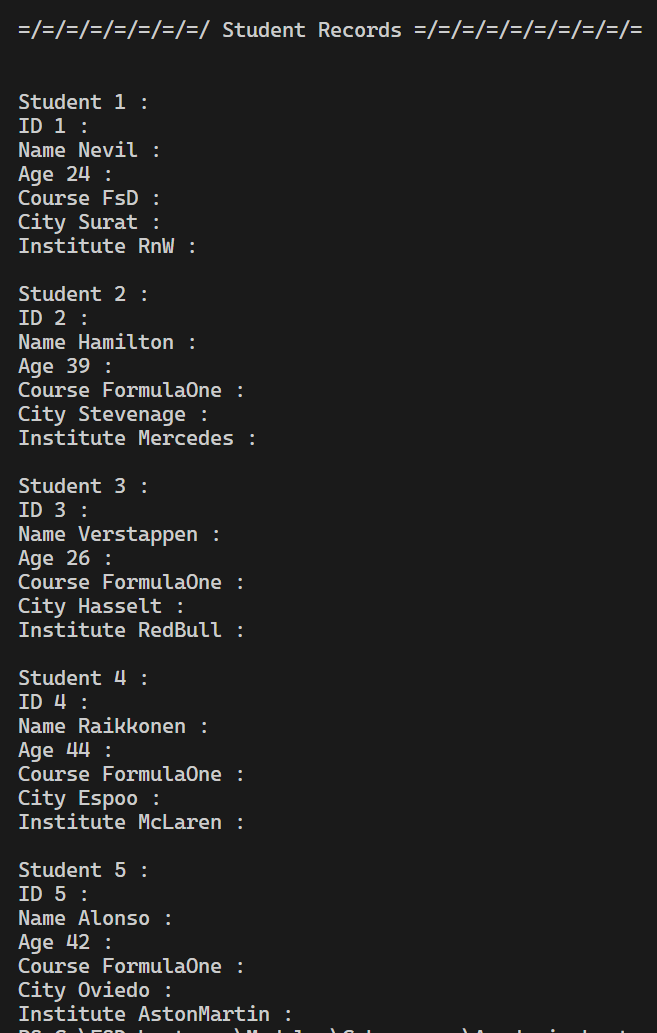 =/=/=/=/=/=/=/=/ Student Records =/=/=/=/=/=/=/=/=/=
Student 1 :
ID 1 :
Name Nevil :
Age 24 :
Course FsD :
City Surat :
Institute RnW :
Student 2 :
ID 2 :
Name Hamilton :
Age 39 :
Course FormulaOne :
City Stevenage :
Institute Mercedes :
Student 3 :
ID 3 :
Name Verstappen :
Age 26 :
Course FormulaOne :
City Hasselt :
Institute RedBull :
Student 4 :
ID 4 :
Name Raikkonen :
Age 44 :
Course FormulaOne :
City Espoo :
Institute McLaren :
Student 5 :
ID 5 :
Name Alonso :
Age 42 :
Course FormulaOne :
City Oviedo :
Institute AstonMartin :